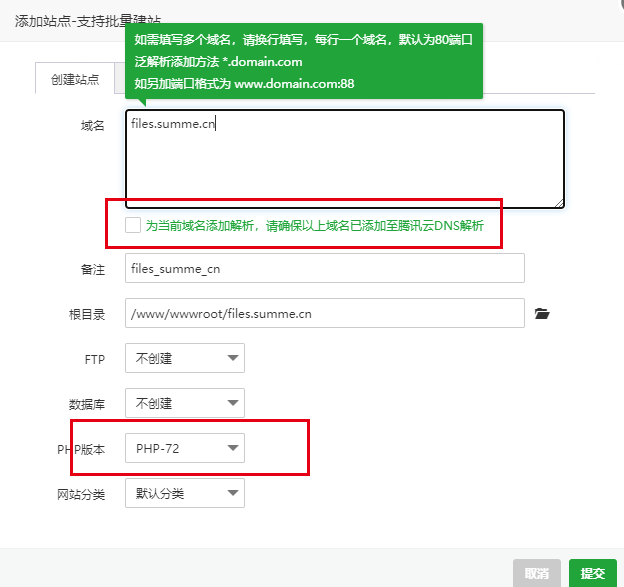 添加站点-支持批量建站
如需填写多个域名，请换行填写，每行一个域名，默认为80端口
泛解析添加方法 *.domain.com
如另加端口格式为 www.domain.com:88
创建站点
域名
files.summe.cn
为当前域名添加解析，请确保以上域名已添加至腾讯云DNS解析
备注
files_summe_cn
根目录
/www/wwwroot/files.summe.cn
FTP
不创建
数据库
不创建
PHP版本
PHP-72
网站分类
默认分类
取消
提交